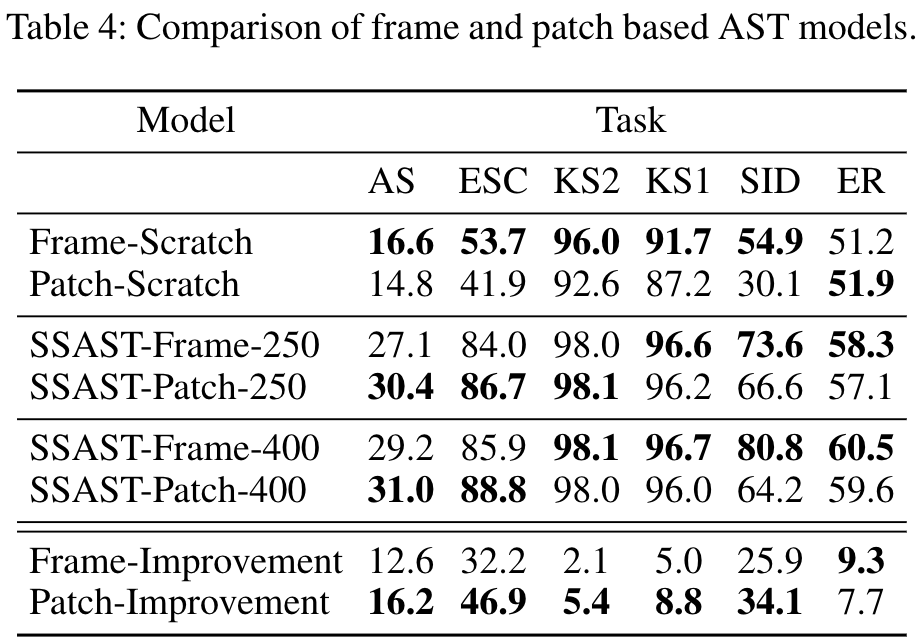 Table 4: Comparison of frame and patch based AST models.
Model Task
AS ESC KS2 KS1 SID ER
Frame-Scratch 16.6 53.7 96.0 91.7 54.9 51.2
Patch-Scratch 14.8 41.9 92.6 87.2 30.1 51.9
SSAST-Frame-250 27.1 84.0 98.0 96.6 73.6 58.3
SSAST-Patch-250 30.4 86.7 98.1 96.2 66.6 57.1
SSAST-Frame-400 29.2 85.9 98.1 96.7 80.8 60.5
SSAST-Patch-400 31.0 88.8 98.0 96.0 64.2 59.6
Frame-Improvement 12.6 32.2 2.1 5.0 25.9 9.3
Patch-Improvement 16.2 46.9 5.4 8.8 34.1 7.7